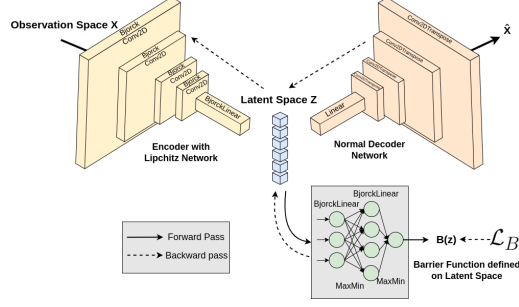 Observation Space X
Bjorck
Conv2D
Bjorck
Conv2D
Bjorck
Conv2D
Bjorck
Conv2D
BjorckLinear
Encoder with
Lipchitz Network
Latent Space Z
Conv2DTranspose
Conv2DTranspose
Linear
X̂
Normal Decoder
Network
BjorckLinear
BjorckLinear
MaxMin
MaxMin
B(z)
ℒ_B
Barrier Function defined
on Latent Space
Forward Pass
Backward pass